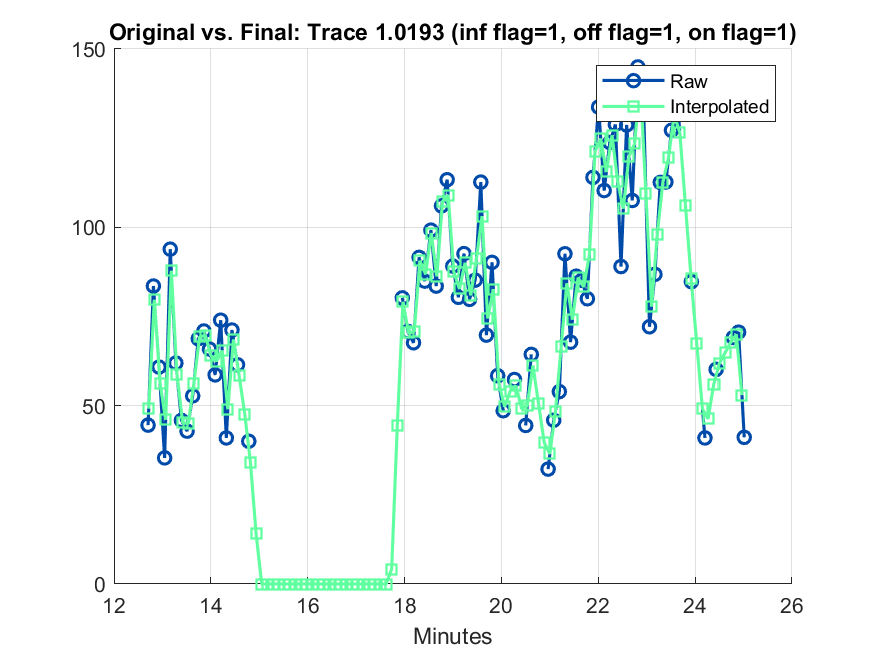 Original vs. Final: Trace 1.0193 (inf flag=1, off flag=1, on flag=1)
150
Raw
Interpolated
100
50
0
12 14 16 18 20 22 24 26
Minutes